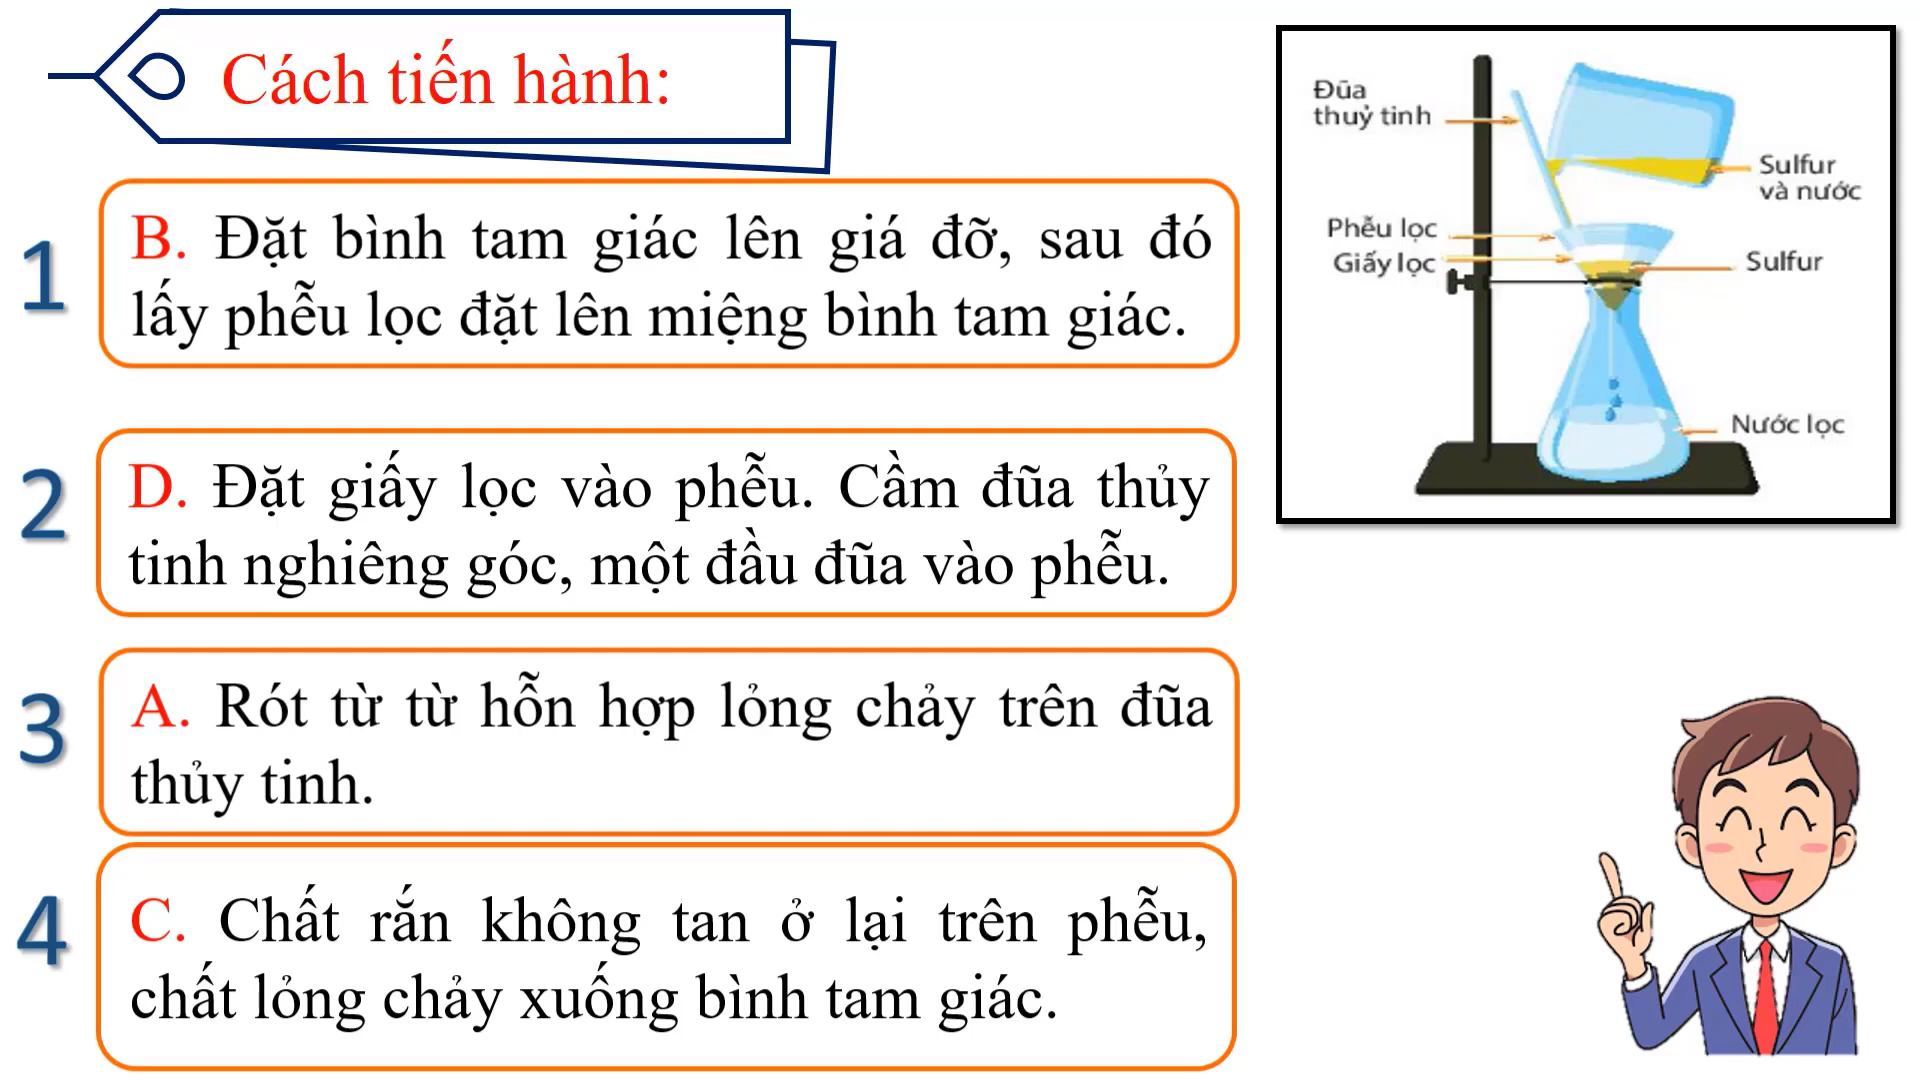 Cách tiến hành:
1
B. Đặt bình tam giác lên giá đỡ, sau đó
lấy phễu lọc đặt lên miệng bình tam giác.
2
D. Đặt giấy lọc vào phễu. Cầm đũa thủy
tinh nghiêng góc, một đầu đũa vào phễu.
3
A. Rót từ từ hỗn hợp lỏng chảy trên đũa
thủy tinh.
4
C. Chất rắn không tan ở lại trên phễu,
chất lỏng chảy xuống bình tam giác.
Đũa
thuỷ tinh
Sulfur
và nước
Phễu lọc
Giấy lọc
Sulfur
Nước lọc